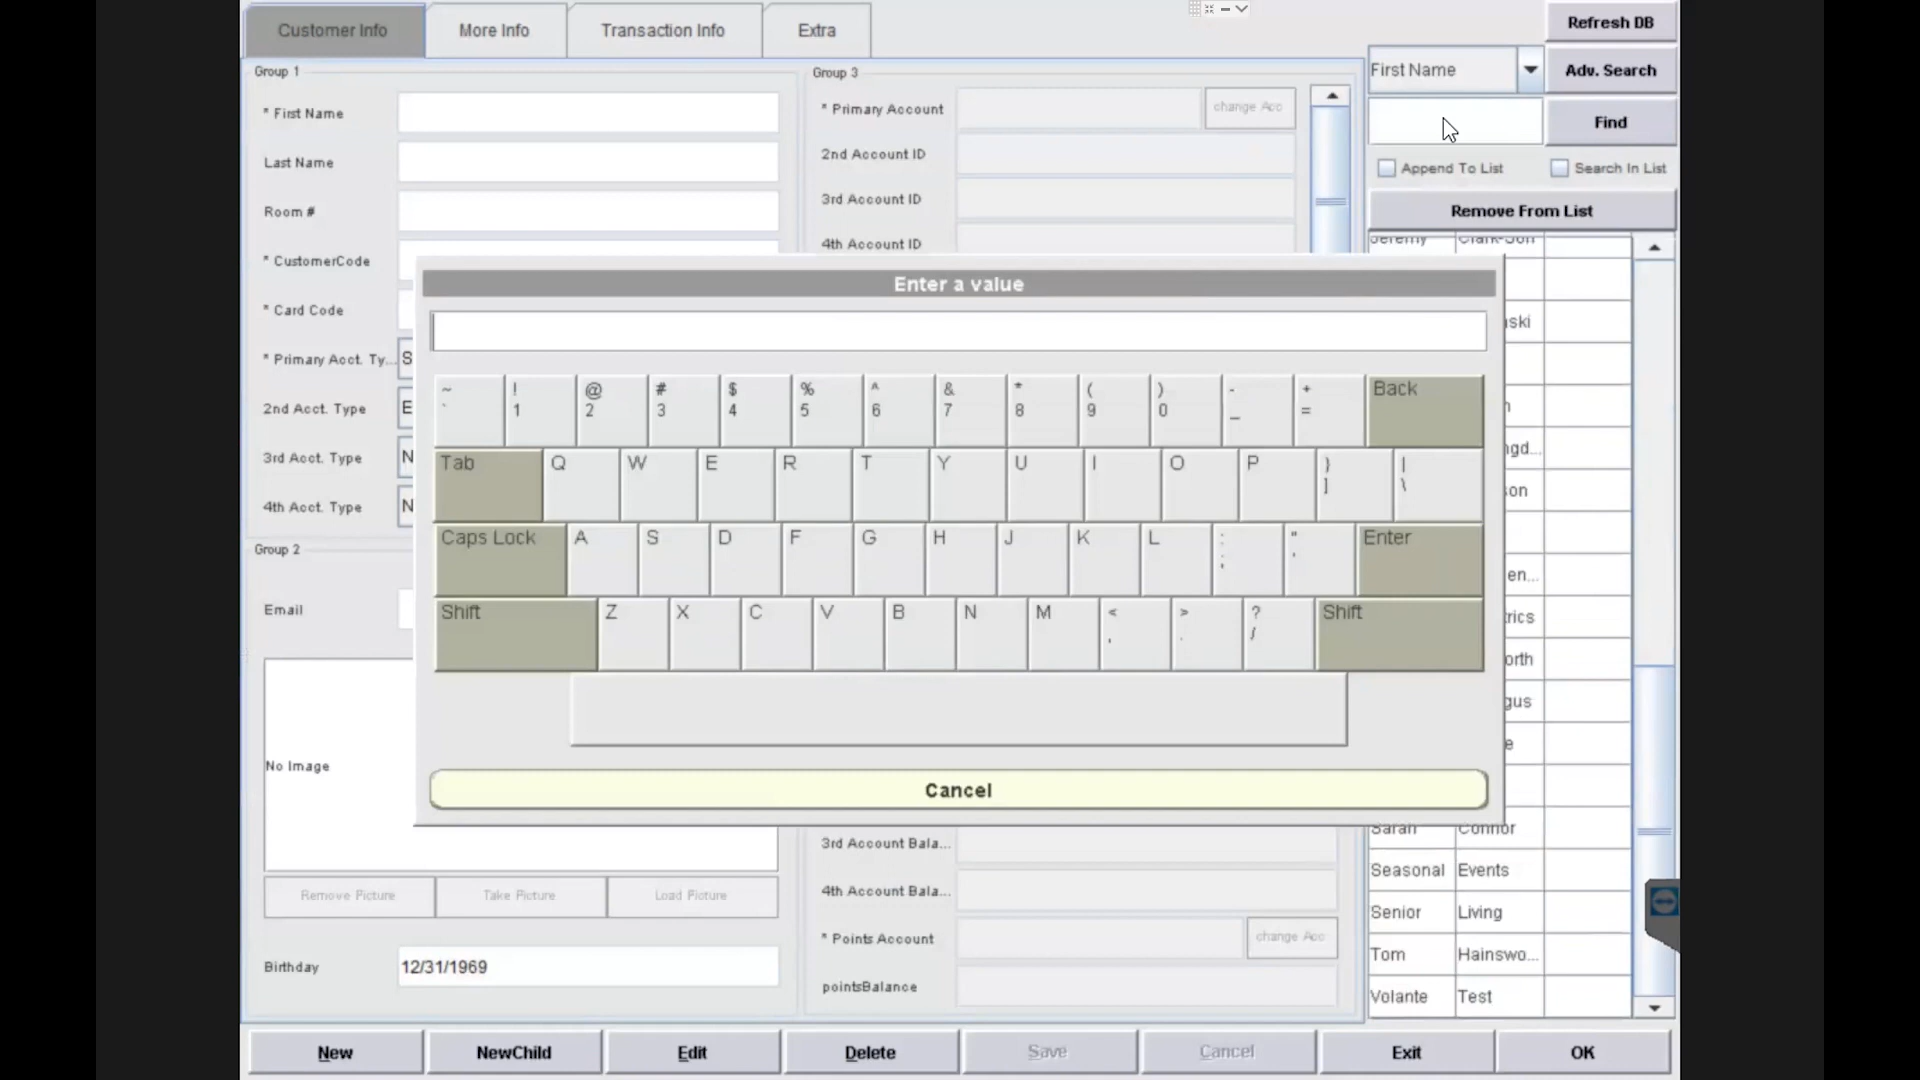 Customer Info
More Info
Transaction Info
Extra
Refresh DB
First Name
Adv. Search
Find
Append To List
Search In List
Remove From List
Group 1
* First Name
Last Name
Room #
* CustomerCode
* Card Code
* Primary Acct. Ty... S
2nd Acct. Type E
3rd Acct. Type N
4th Acct. Type N
Group 2
Email
No Image
Remove Picture
Take Picture
Load Picture
Birthday 12/31/1969
Group 3
* Primary Account change Acc
2nd Account ID
3rd Account ID
4th Account ID
Enter a value
~ ` ! 1 @ 2 # 3 $ 4 % 5 ^ 6 & 7 * 8 ( 9 ) 0 - _ + = Back
Tab Q W E R T Y U I O P } ] | \
Caps Lock A S D F G H J K L : ; " ' Enter
Shift Z X C V B N M < , > . ? / Shift
Cancel
3rd Account Bala...
4th Account Bala...
* Points Account change Acc
pointsBalance
Jeremy Clark-Son
ski
gd...
son
en...
rics
orth
gus
e
Sarah Connor
Seasonal Events
Senior Living
Tom Hainswo...
Volante Test
New
NewChild
Edit
Delete
Save
Cancel
Exit
OK